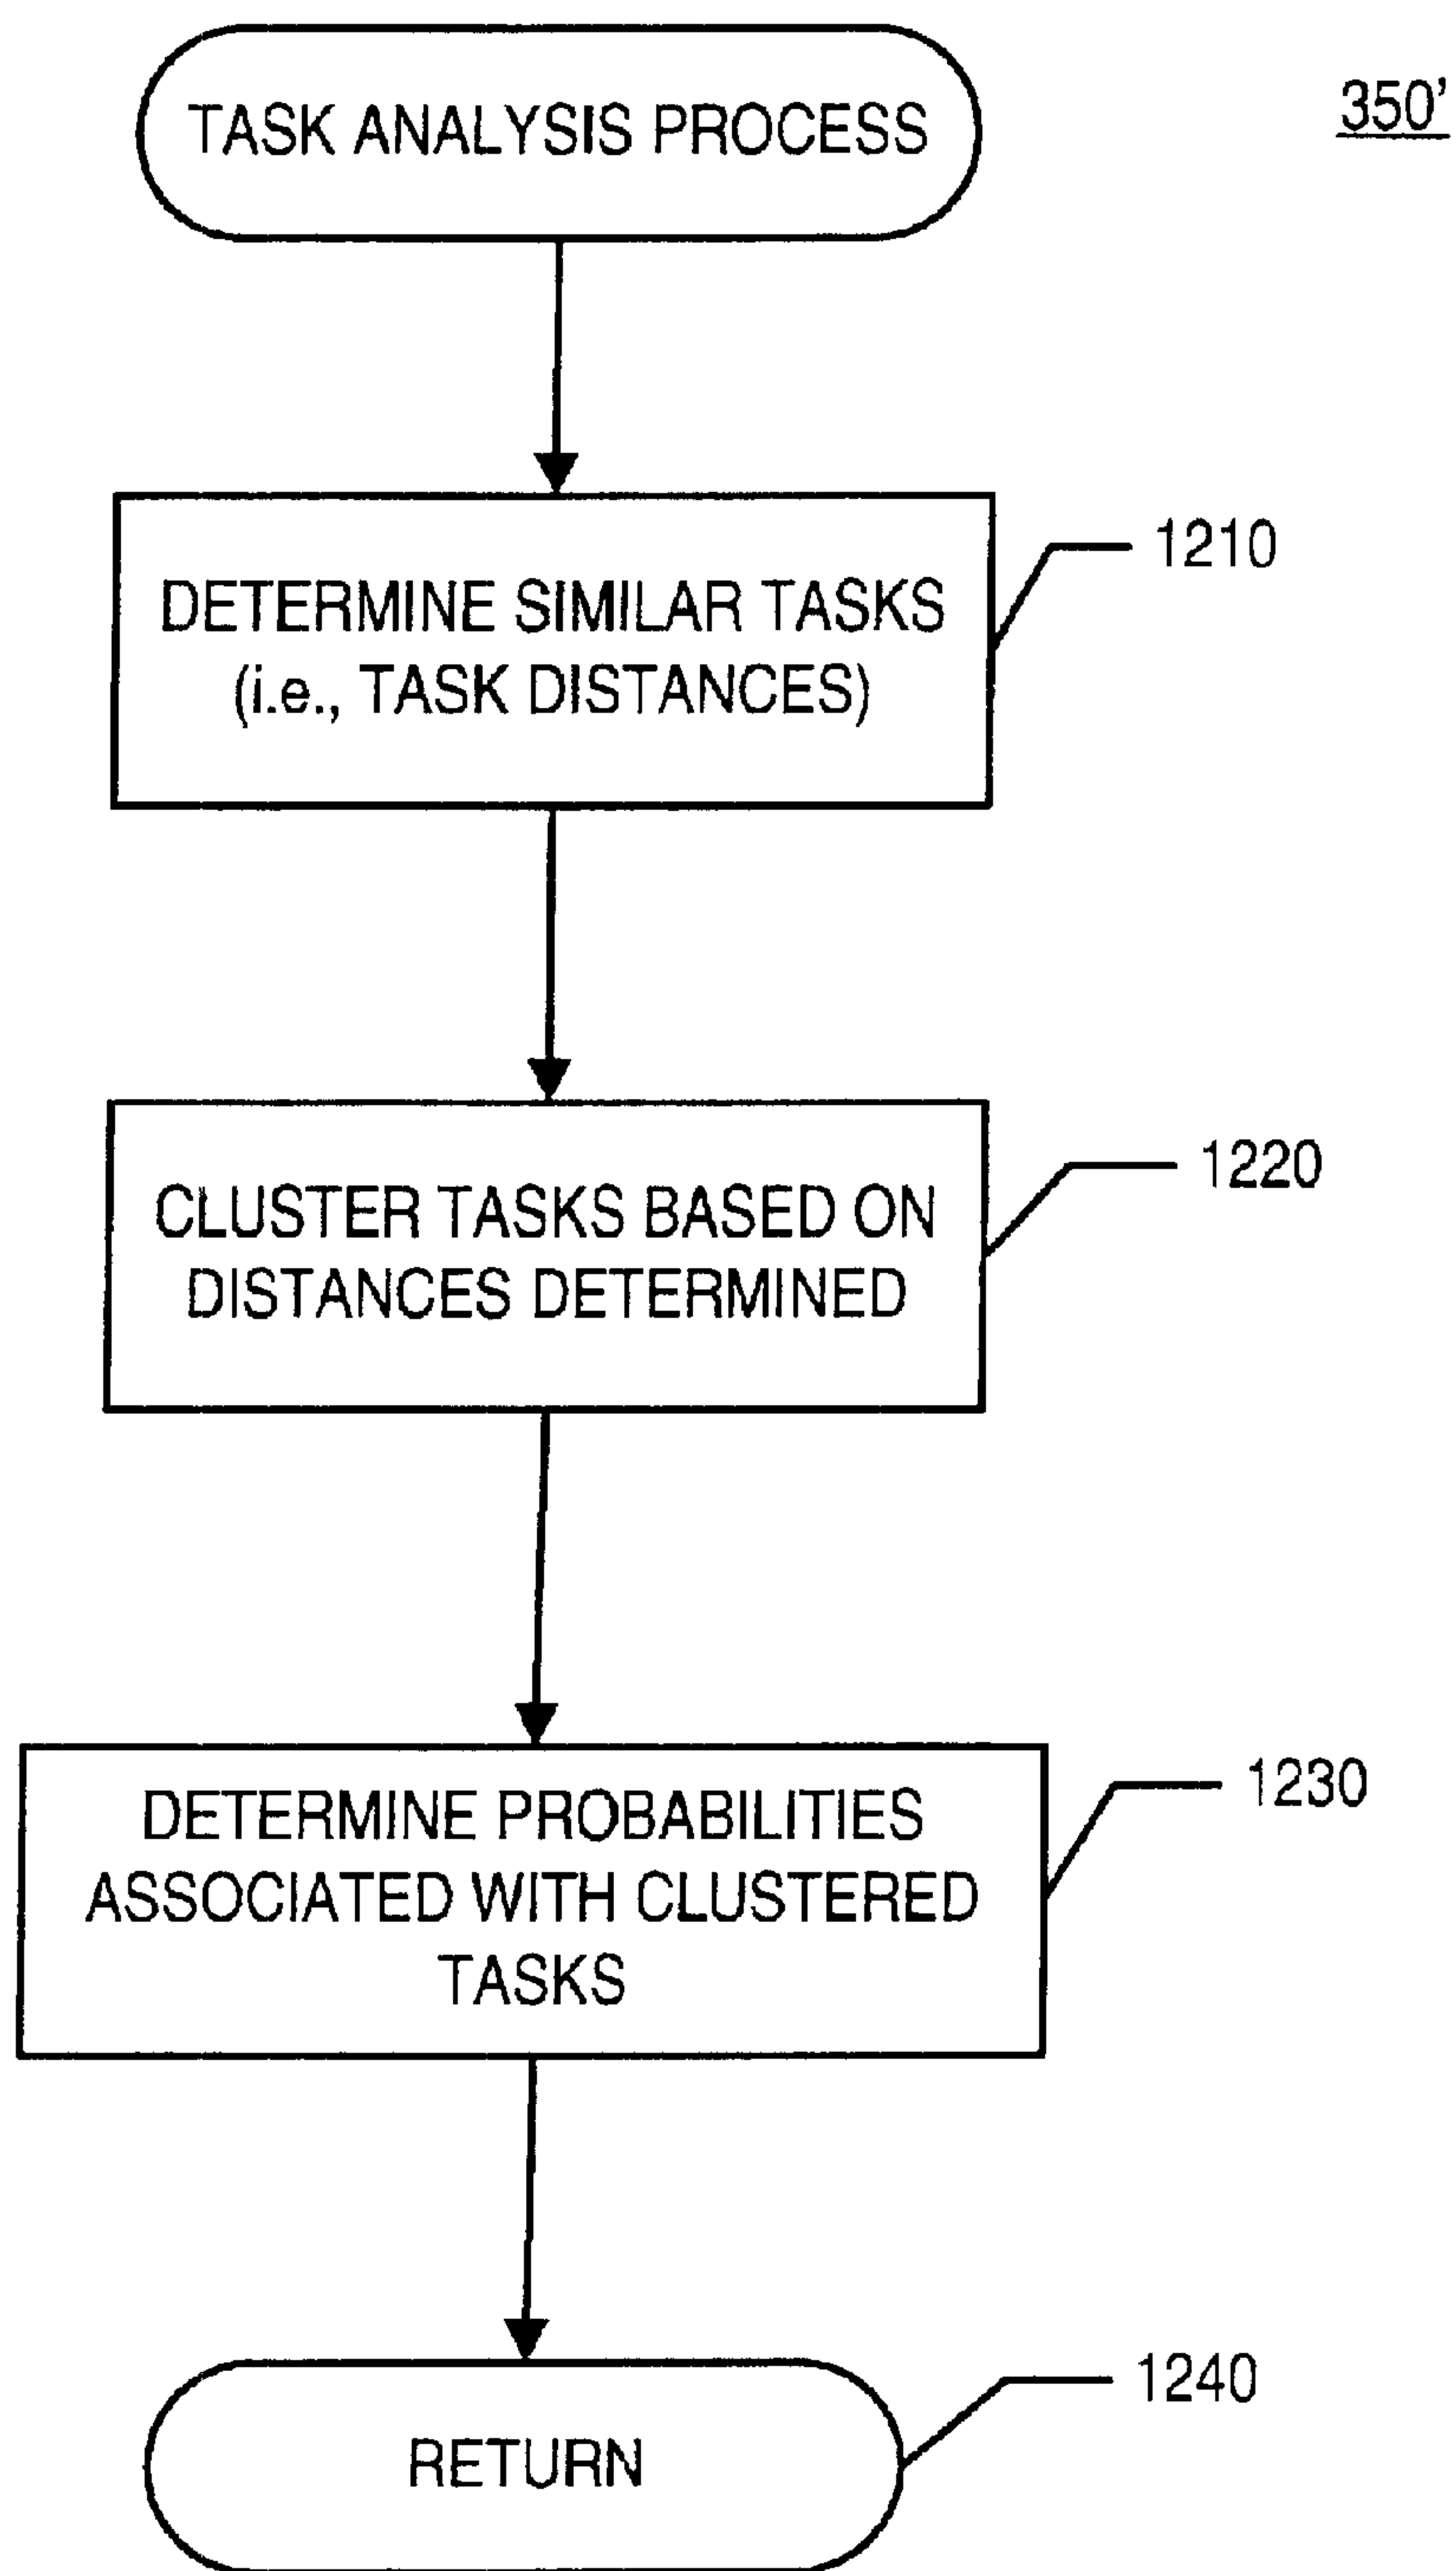 TASK ANALYSIS PROCESS
350'
DETERMINE SIMILAR TASKS
(i.e., TASK DISTANCES)
1210
CLUSTER TASKS BASED ON
DISTANCES DETERMINED
1220
DETERMINE PROBABILITIES
ASSOCIATED WITH CLUSTERED
TASKS
1230
RETURN
1240